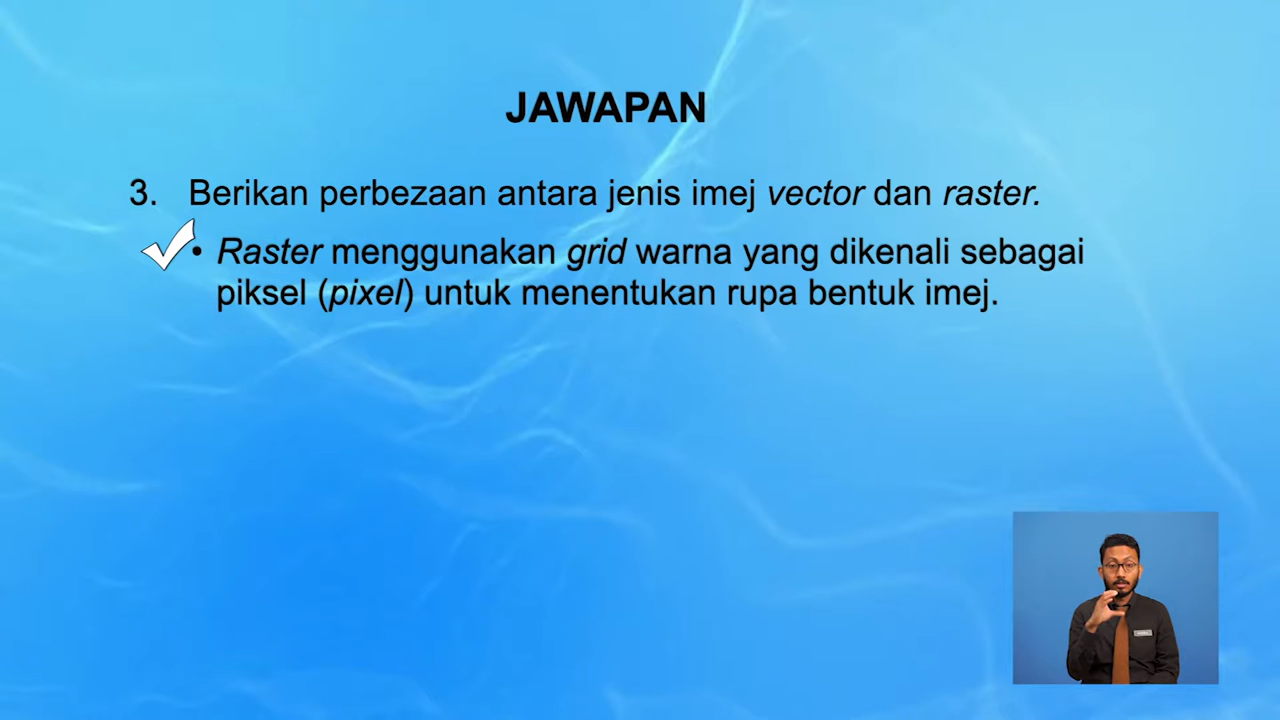 JAWAPAN
3. Berikan perbezaan antara jenis imej vector dan raster.
• Raster menggunakan grid warna yang dikenali sebagai
piksel (pixel) untuk menentukan rupa bentuk imej.